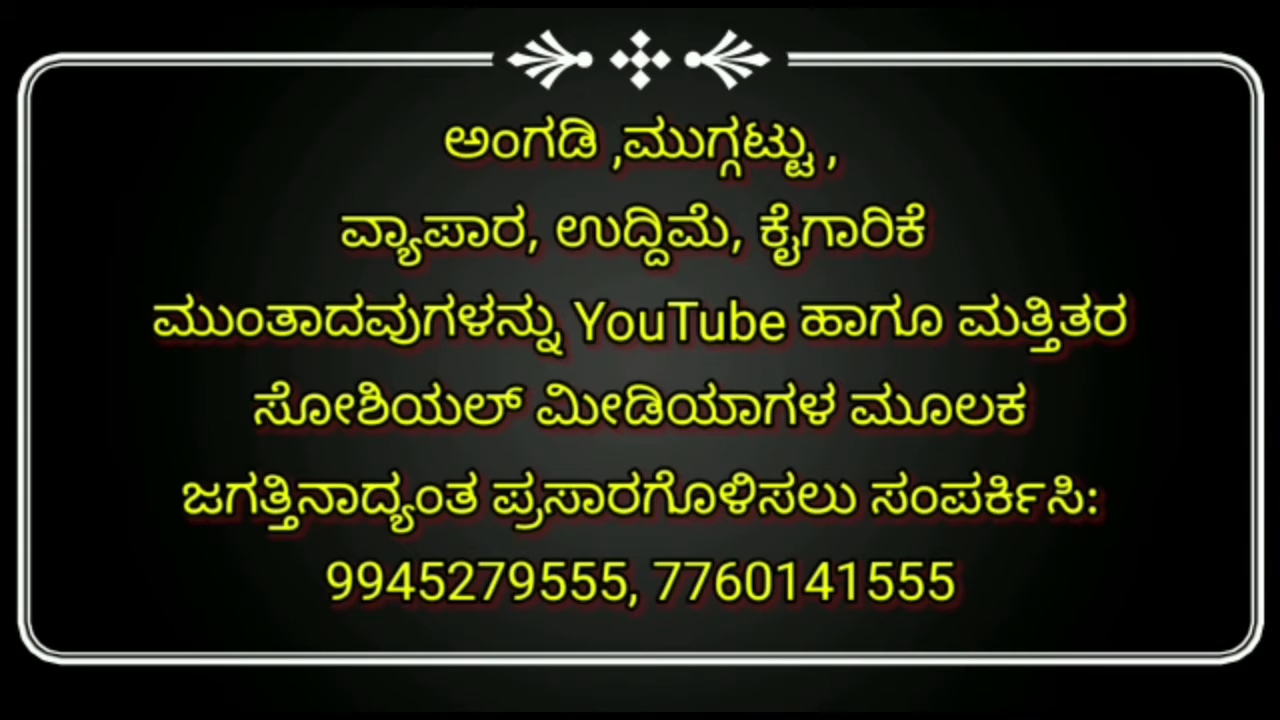 ಅಂಗಡಿ ,ಮುಗ್ಗಟ್ಟು ,
ವ್ಯಾಪಾರ, ಉದ್ದಿಮೆ, ಕೈಗಾರಿಕೆ
ಮುಂತಾದವುಗಳನ್ನು YouTube ಹಾಗೂ ಮತ್ತಿತರ
ಸೋಶಿಯಲ್ ಮೀಡಿಯಾಗಳ ಮೂಲಕ
ಜಗತ್ತಿನಾದ್ಯಂತ ಪ್ರಸಾರಗೊಳಿಸಲು ಸಂಪರ್ಕಿಸಿ:
9945279555, 7760141555